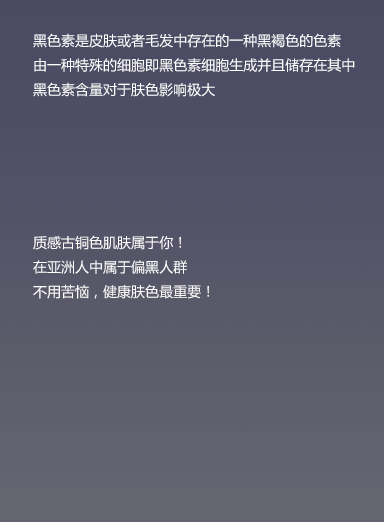 黑色素是皮肤或者毛发中存在的一种黑褐色的色素
由一种特殊的细胞即黑色素细胞生成并且储存在其中
黑色素含量对于肤色影响极大
质感古铜色肌肤属于你！
在亚洲人中属于偏黑人群
不用苦恼，健康肤色最重要！